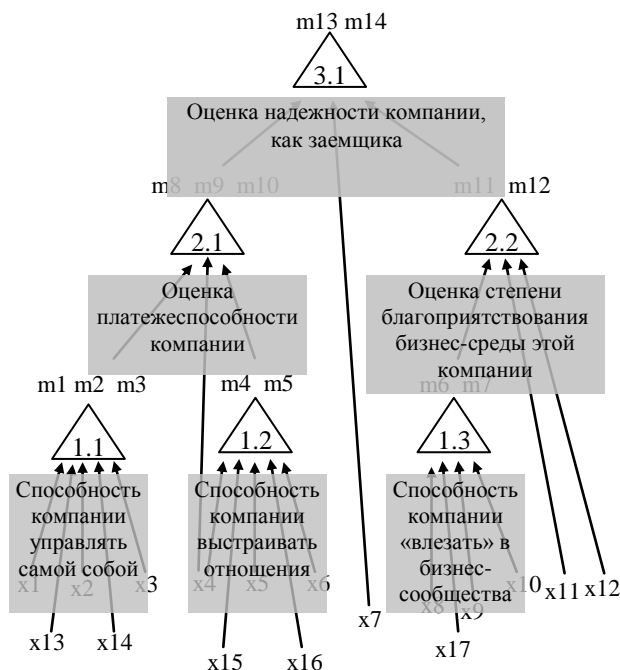 m13 m14
3.1
Оценка надежности компании,
как заемщика
m8 m9 m10
m11 m12
2.1
2.2
Оценка
платежеспособности
компании
Оценка степени
благоприятствования
бизнес-среды этой
компании
m1 m2 m3
m4 m5
m6 m7
1.1
1.2
1.3
Способность
компании
управлять
самой собой
Способность
компании
выстраивать
отношения
Способность
компании
«влезать» в
бизнес-
сообщества
x1 x2 x3
x4 x5 x6
x7
x8 x9 x10
x11 x12
x13 x14
x15 x16
x17